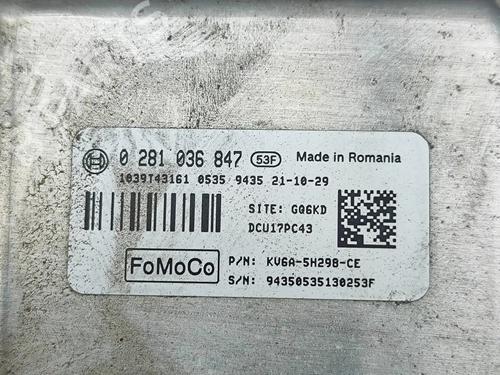 0 281 036 847 53F Made in Romania
1039T43161 0535 9435 21-10-29
SITE: GQ6KD
DCU17PC43
FoMoCo
P/N: KV6A-5H298-CE
S/N: 94350535130253F